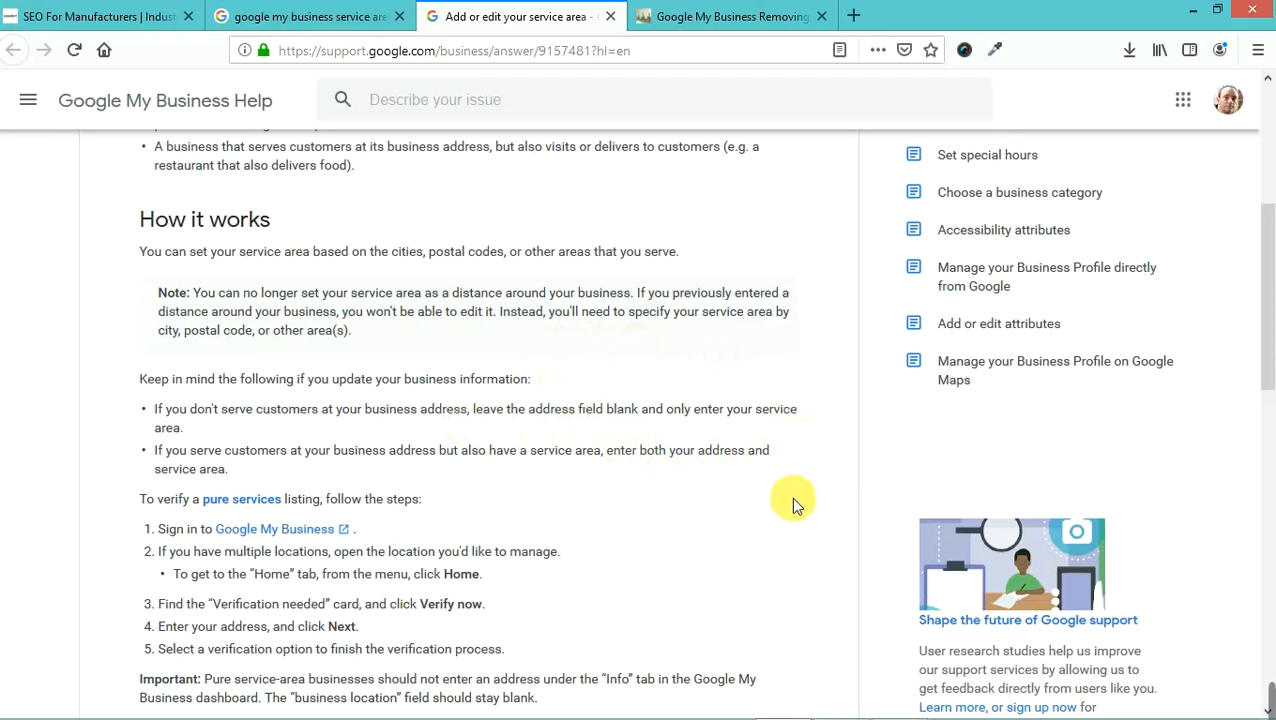 SEO For Manufacturers | Indust
google my business service are
Add or edit your service area -
Google My Business Removing
https://support.google.com/business/answer/9157481?hl=en
Google My Business Help
Describe your issue
• A business that serves customers at its business address, but also visits or delivers to customers (e.g. a
restaurant that also delivers food).
How it works
You can set your service area based on the cities, postal codes, or other areas that you serve.
Note: You can no longer set your service area as a distance around your business. If you previously entered a
distance around your business, you won't be able to edit it. Instead, you'll need to specify your service area by
city, postal code, or other area(s).
Keep in mind the following if you update your business information:
• If you don't serve customers at your business address, leave the address field blank and only enter your service
area.
• If you serve customers at your business address but also have a service area, enter both your address and
service area.
To verify a pure services listing, follow the steps:
1. Sign in to Google My Business .
2. If you have multiple locations, open the location you'd like to manage.
• To get to the “Home” tab, from the menu, click Home.
3. Find the “Verification needed” card, and click Verify now.
4. Enter your address, and click Next.
5. Select a verification option to finish the verification process.
Important: Pure service-area businesses should not enter an address under the “Info” tab in the Google My
Business dashboard. The “business location” field should stay blank.
Set special hours
Choose a business category
Accessibility attributes
Manage your Business Profile directly
from Google
Add or edit attributes
Manage your Business Profile on Google
Maps
Shape the future of Google support
User research studies help us improve
our support services by allowing us to
get feedback directly from users like you.
Learn more, or sign up now for